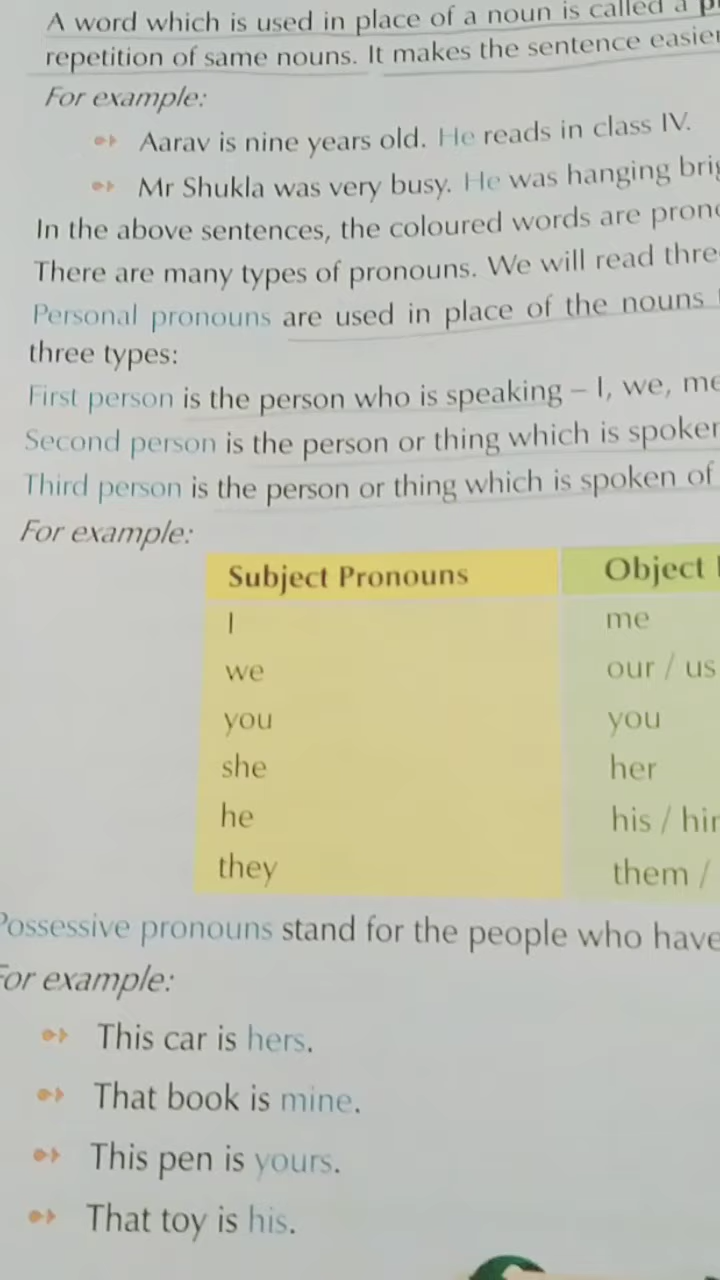 A word which is used in place of a noun is called a
repetition of same nouns. It makes the sentence easier
For example:
Aarav is nine years old. He reads in class IV.
Mr Shukla was very busy. He was hanging
In the above sentences, the coloured words are
There are many types of pronouns. We will read
Personal pronouns are used in place of the nouns
three types:
First person is the person who is speaking – I, we, me
Second person is the person or thing which is
Third person is the person or thing which is spoken of
For example:
Subject Pronouns Object
I me
we our / us
you you
she her
he his /
they them /
Possessive pronouns stand for the people who have
For example:
This car is hers.
That book is mine.
This pen is yours.
That toy is his.